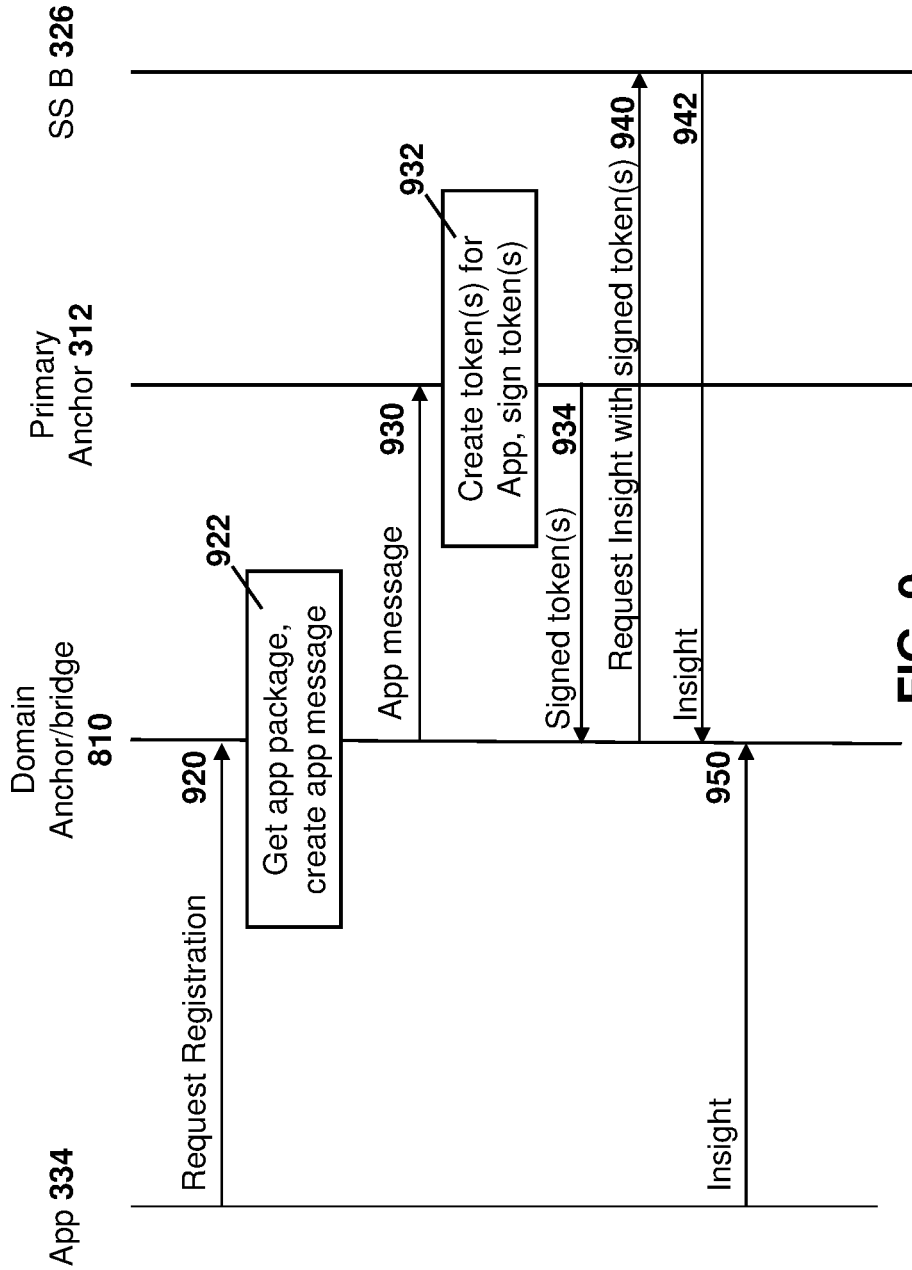 App 334
Domain
Anchor/bridge
810
Primary
Anchor 312
SS B 326
Request Registration
920
922
Get app package,
create app message
App message
930
932
Create token(s) for
App, sign token(s)
Signed token(s)
934
Request Insight with signed token(s) 940
Insight
942
Insight
950
FIG